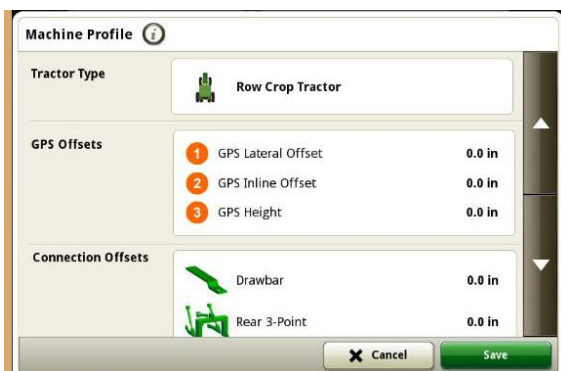 Machine Profile i
Tractor Type
Row Crop Tractor
GPS Offsets
1 GPS Lateral Offset 0.0 in
2 GPS Inline Offset 0.0 in
3 GPS Height 0.0 in
Connection Offsets
Drawbar 0.0 in
Rear 3-Point 0.0 in
Cancel
Save